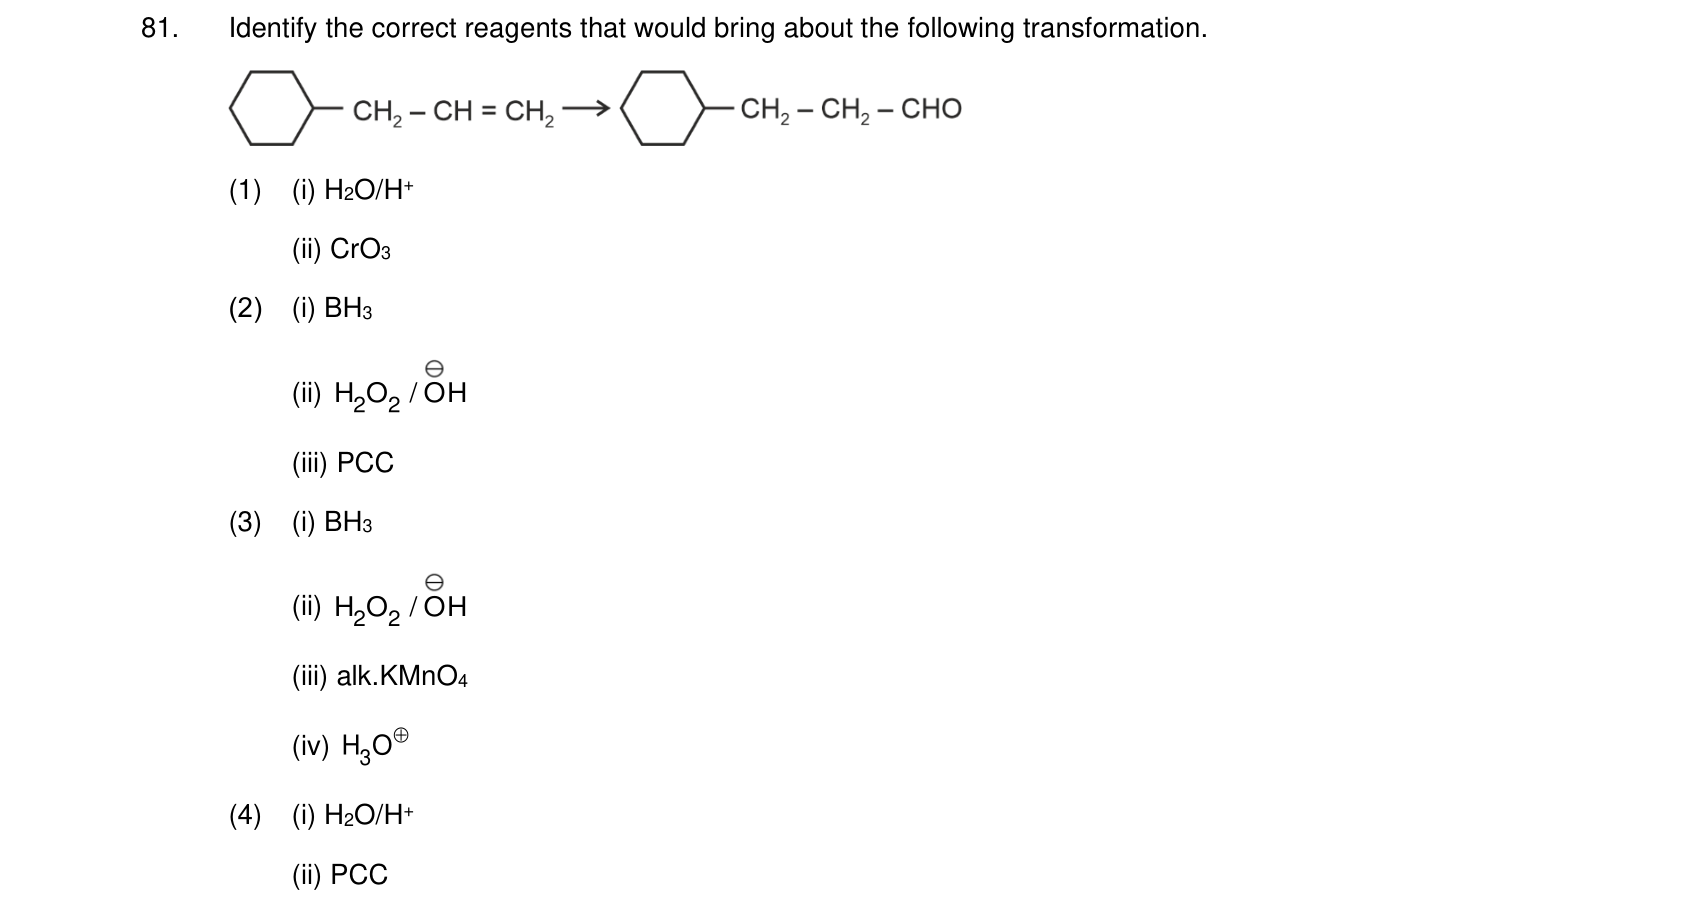 81. Identify the correct reagents that would bring about the following transformation.
CH₂ – CH = CH₂ ⟶ CH₂ – CH₂ – CHO
(1) (i) H₂O/H⁺
(ii) CrO₃
(2) (i) BH₃
(ii) H₂O₂ / O⊖H
(iii) PCC
(3) (i) BH₃
(ii) H₂O₂ / O⊖H
(iii) alk.KMnO₄
(iv) H₃O⊕
(4) (i) H₂O/H⁺
(ii) PCC